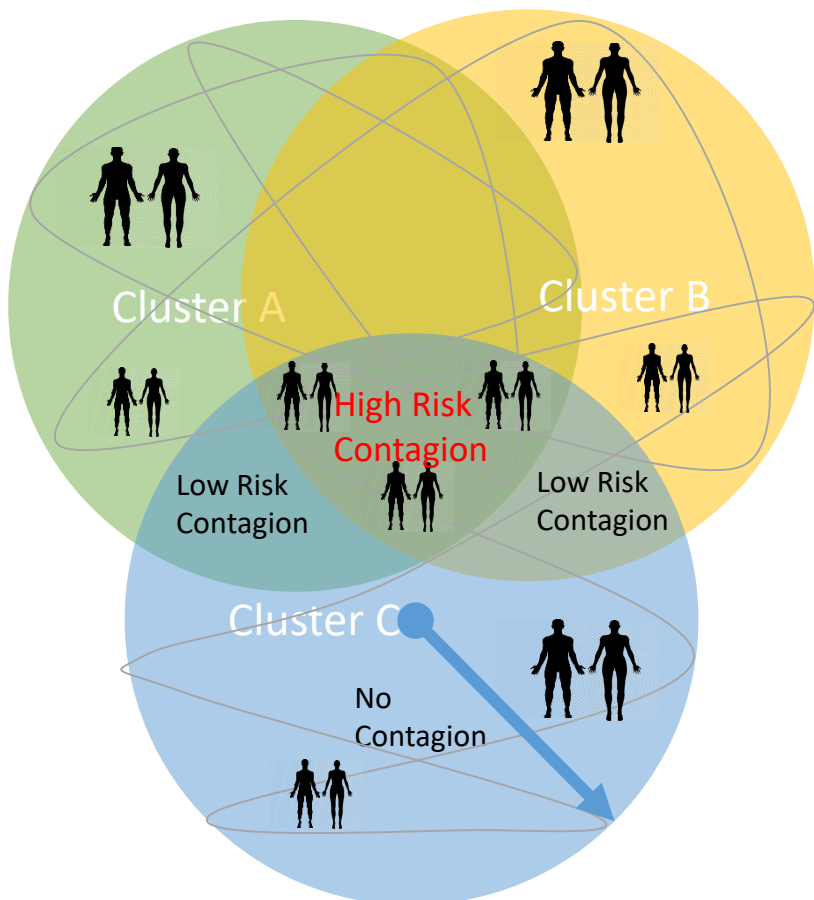 Cluster A
Cluster B
High Risk
Contagion
Low Risk
Contagion
Low Risk
Contagion
Cluster C
No
Contagion